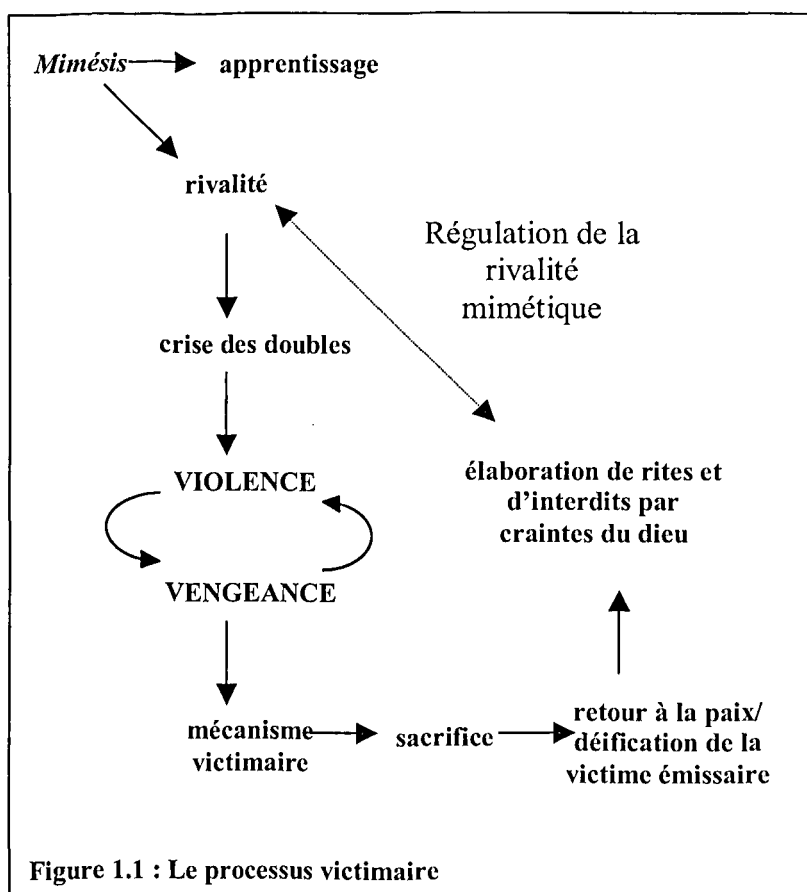 Mimésis apprentissage
rivalité
Régulation de la
rivalité
mimétique
crise des doubles
VIOLENCE
élaboration de rites et
d'interdits par
craintes du dieu
VENGEANCE
mécanisme
victimaire
sacrifice
retour à la paix/
déification de la
victime émissaire
Figure 1.1 : Le processus victimaire